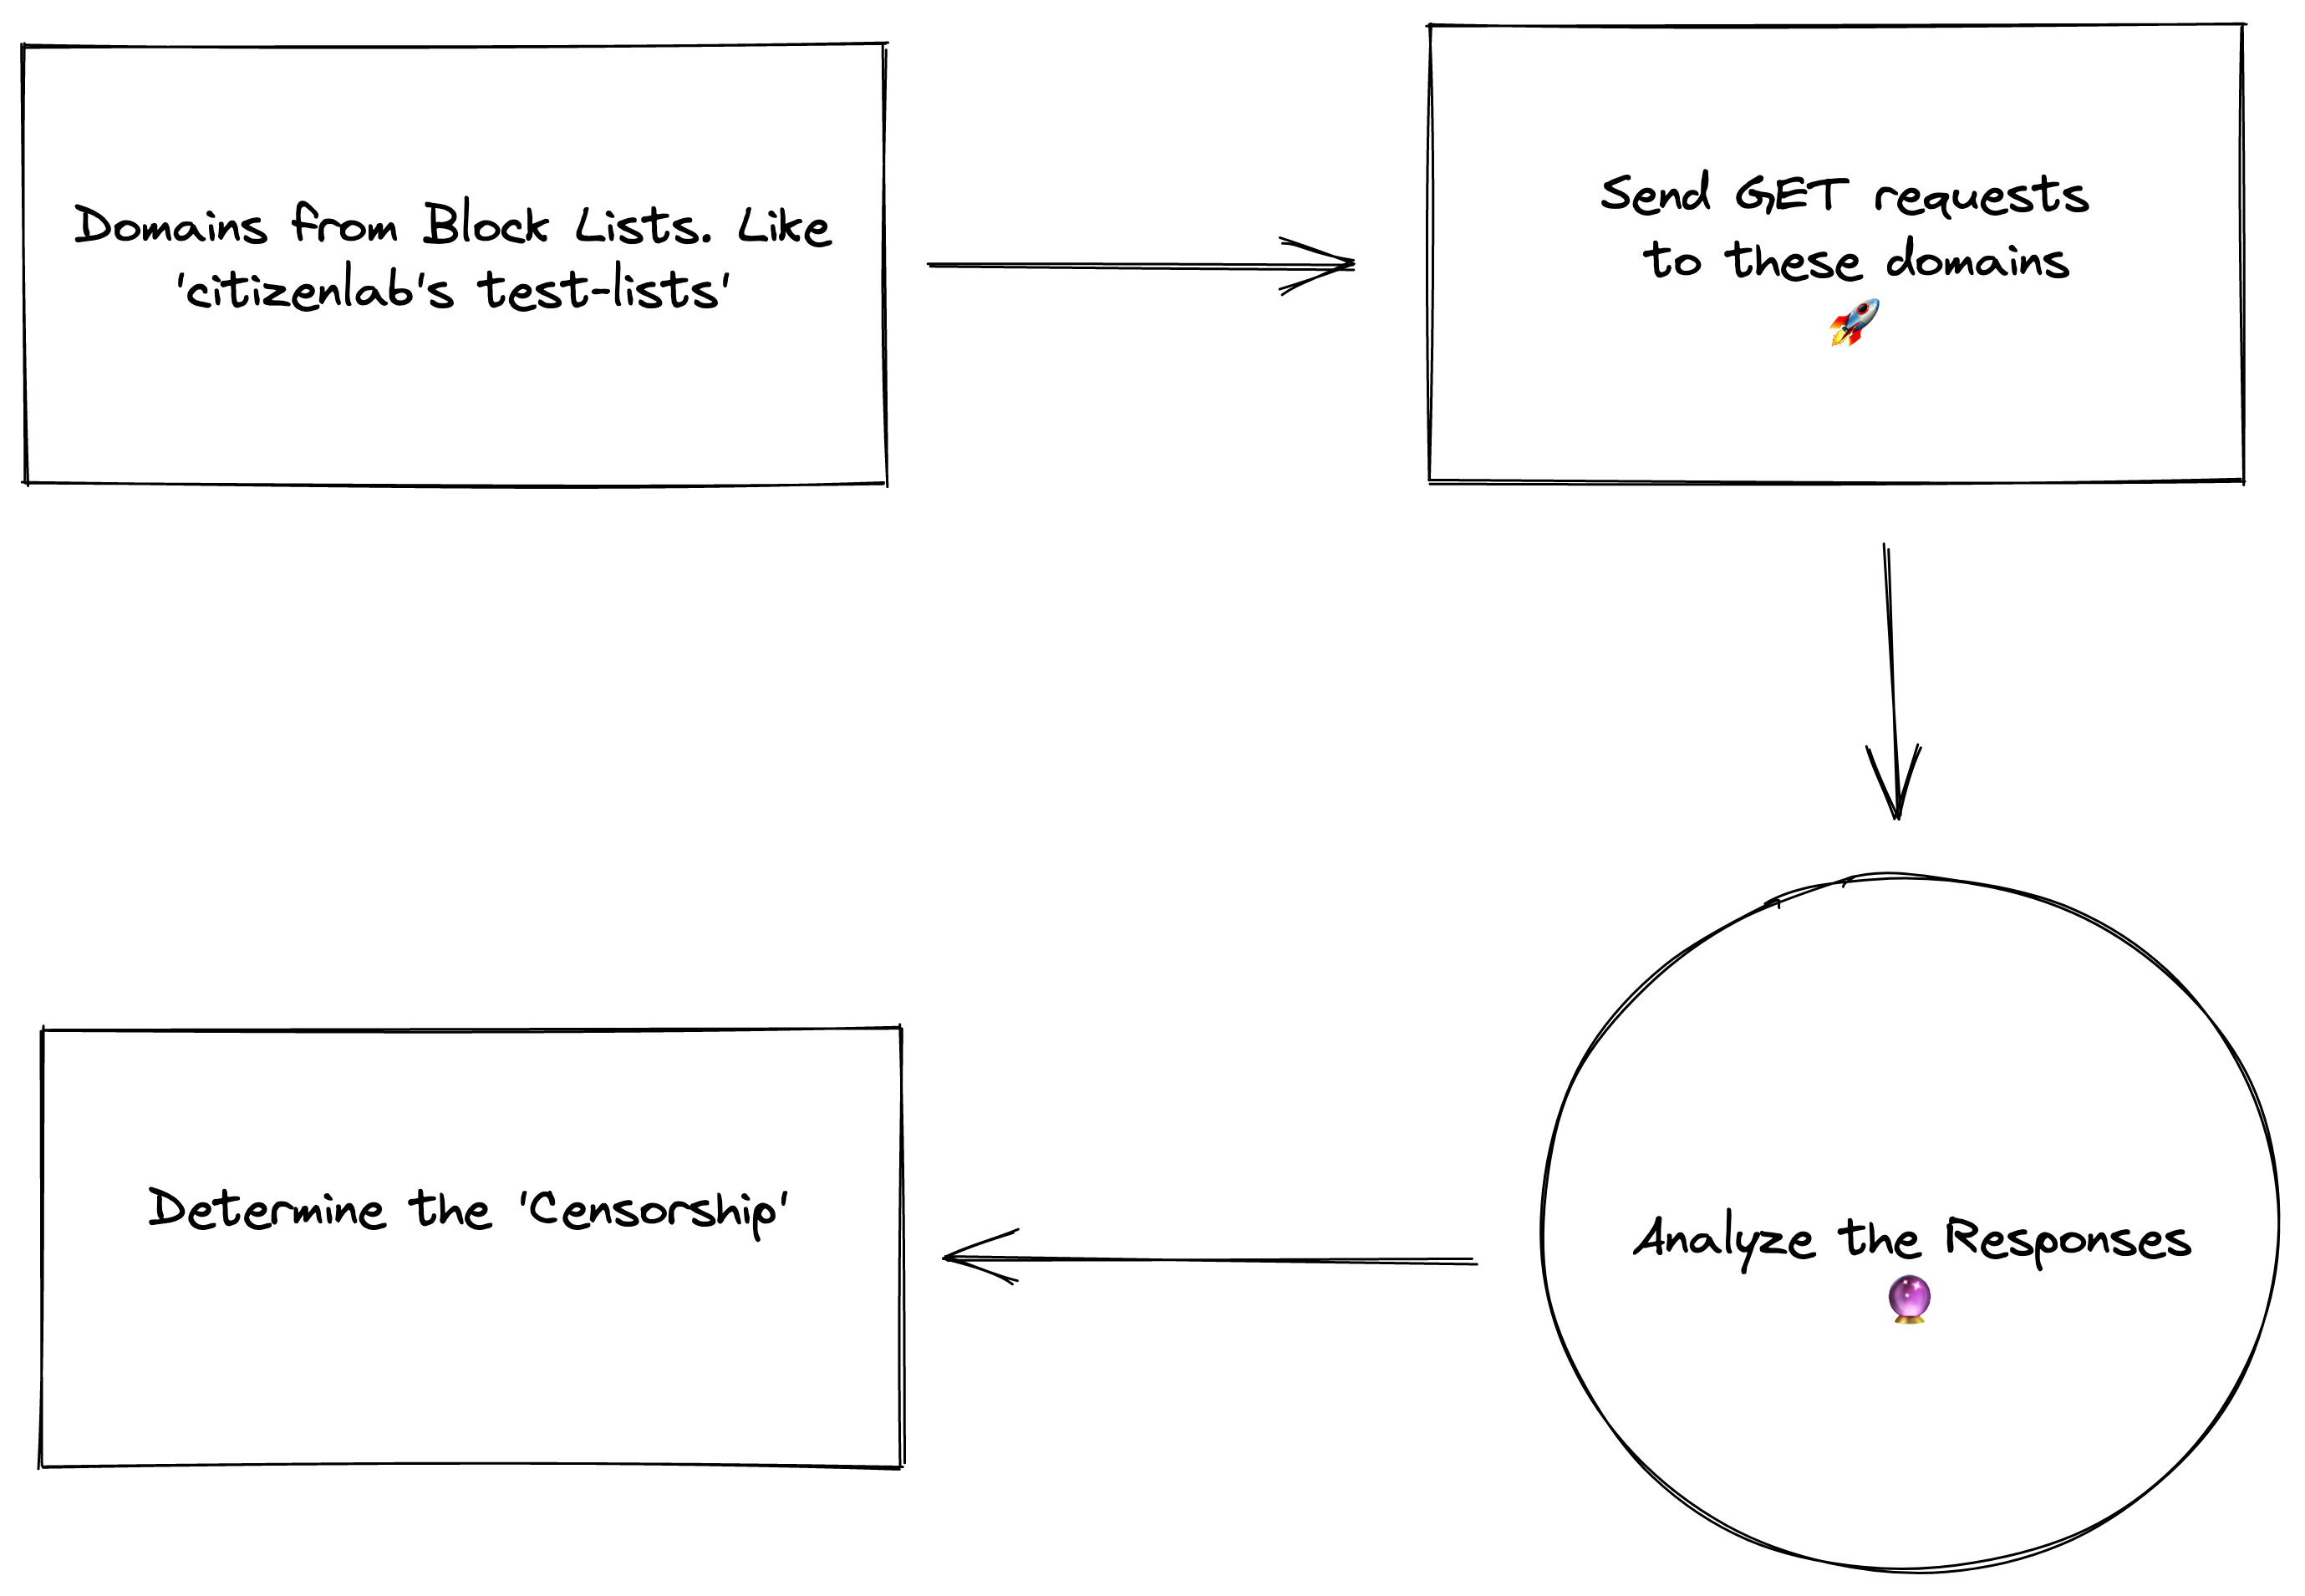 Domains from Block Lists. Like
'citizenlab's test-lists'
Send GET requests
to these domains
🚀
Analyze the Responses
🔮
Determine the 'Censorship'